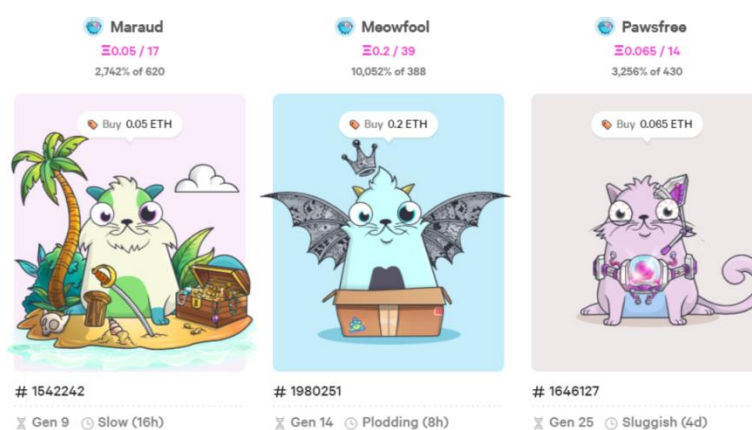 Maraud
Ξ0.05 / 17
2,742% of 620
Buy 0.05 ETH
# 1542242
Gen 9 Slow (16h)
Meowfool
Ξ0.2 / 39
10,052% of 388
Buy 0.2 ETH
# 1980251
Gen 14 Plodding (8h)
Pawsfree
Ξ0.065 / 14
3,256% of 430
Buy 0.065 ETH
# 1646127
Gen 25 Sluggish (4d)